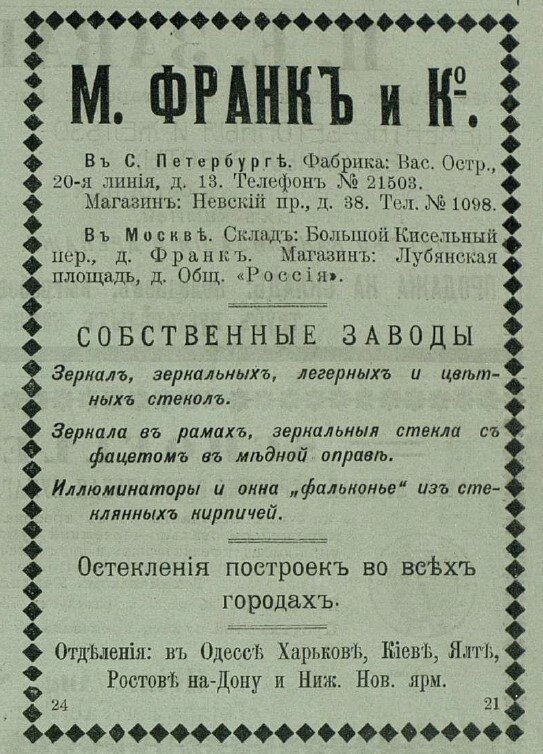 М. ФРАНКЪ и Кº.
Въ С. Петербургѣ. Фабрика: Вас. Остр.,
20-я линія, д. 13. Телефонъ № 21503.
Магазинъ: Невскій пр., д. 38. Тел. № 1098.
Въ Москвѣ. Складъ: Большой Кисельный
пер., д. Франкъ. Магазинъ: Лубянская
площадь, д. Общ. «Россія».
СОБСТВЕННЫЕ ЗАВОДЫ
Зеркалъ, зеркальныхъ, легерныхъ и цвѣт-
ныхъ стеколъ.
Зеркала въ рамахъ, зеркальныя стекла съ
фацетомъ въ мѣдной оправѣ.
Иллюминаторы и окна „фальконье" изъ сте-
клянныхъ кирпичей.
Остекленія построекъ во всѣхъ
городахъ.
Отдѣленія: въ Одессѣ Харьковѣ, Кіевѣ, Ялтѣ,
Ростовѣ на-Дону и Ниж. Нов. ярм.
24 21